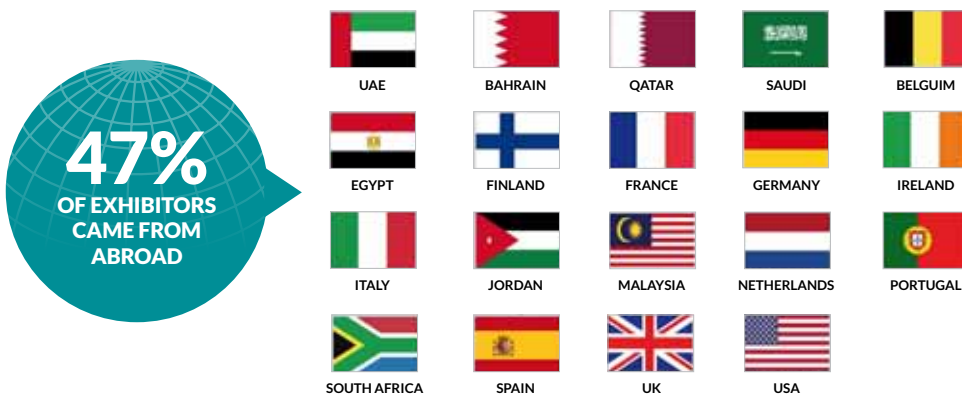 47%
OF EXHIBITORS
CAME FROM
ABROAD
UAE BAHRAIN QATAR SAUDI BELGUIM
EGYPT FINLAND FRANCE GERMANY IRELAND
ITALY JORDAN MALAYSIA NETHERLANDS PORTUGAL
SOUTH AFRICA SPAIN UK USA